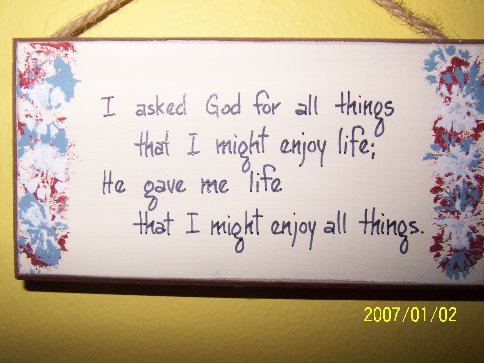 I asked God for all things
that I might enjoy life;
He gave me life
that I might enjoy all things.
2007/01/02